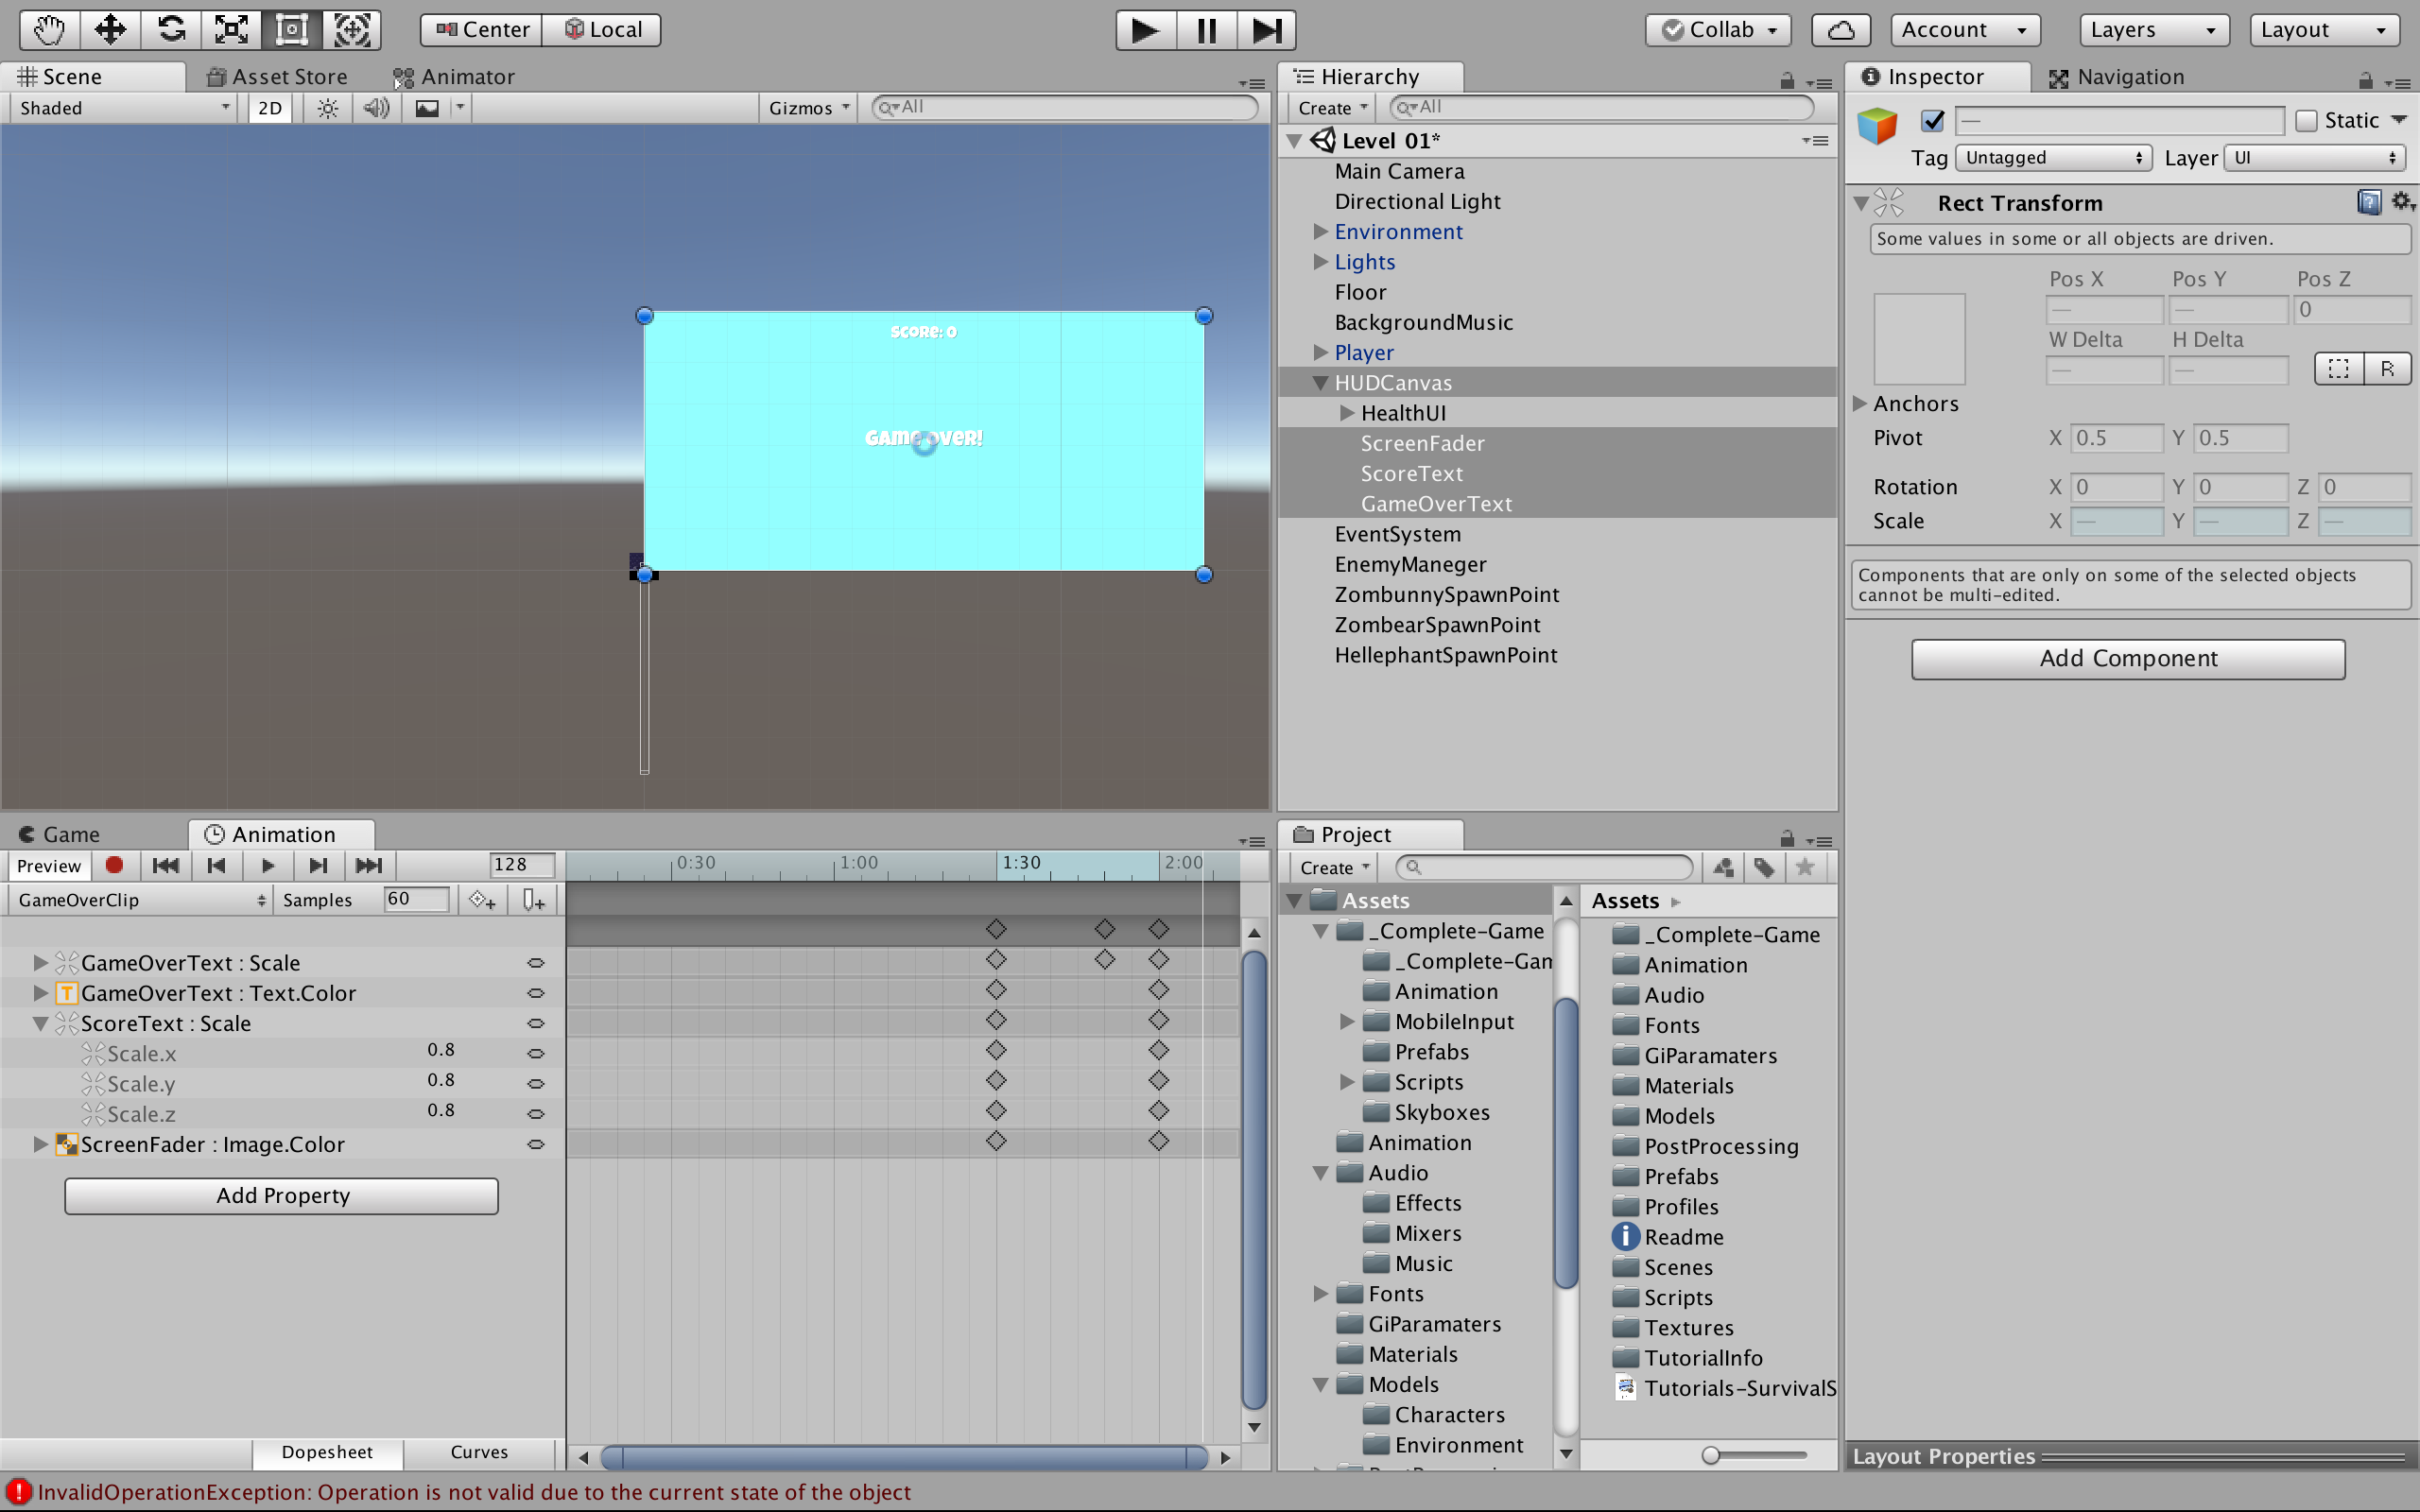 Center Local
Collab Account Layers Layout
Scene Asset Store Animator
Shaded 2D Gizmos All
Score: 0
Game Over!
Hierarchy
Create All
Level 01*
Main Camera
Directional Light
Environment
Lights
Floor
BackgroundMusic
Player
HUDCanvas
HealthUI
ScreenFader
ScoreText
GameOverText
EventSystem
EnemyManeger
ZombunnySpawnPoint
ZombearSpawnPoint
HellephantSpawnPoint
Inspector Navigation
— Static
Tag Untagged Layer UI
Rect Transform
Some values in some or all objects are driven.
Pos X Pos Y Pos Z
— — 0
W Delta H Delta
— — R
Anchors
Pivot X 0.5 Y 0.5
Rotation X 0 Y 0 Z 0
Scale X — Y — Z —
Components that are only on some of the selected objects
cannot be multi-edited.
Add Component
Layout Properties
Game Animation
Preview 128 0:30 1:00 1:30 2:00
GameOverClip Samples 60
GameOverText : Scale
GameOverText : Text.Color
ScoreText : Scale
Scale.x 0.8
Scale.y 0.8
Scale.z 0.8
ScreenFader : Image.Color
Add Property
Dopesheet Curves
Project
Create
Assets
_Complete-Game
_Complete-Gam
Animation
MobileInput
Prefabs
Scripts
Skyboxes
Animation
Audio
Effects
Mixers
Music
Fonts
GiParamaters
Materials
Models
Characters
Environment
Assets
_Complete-Game
Animation
Audio
Fonts
GiParamaters
Materials
Models
PostProcessing
Prefabs
Profiles
Readme
Scenes
Scripts
Textures
TutorialInfo
Tutorials-SurvivalS
InvalidOperationException: Operation is not valid due to the current state of the object